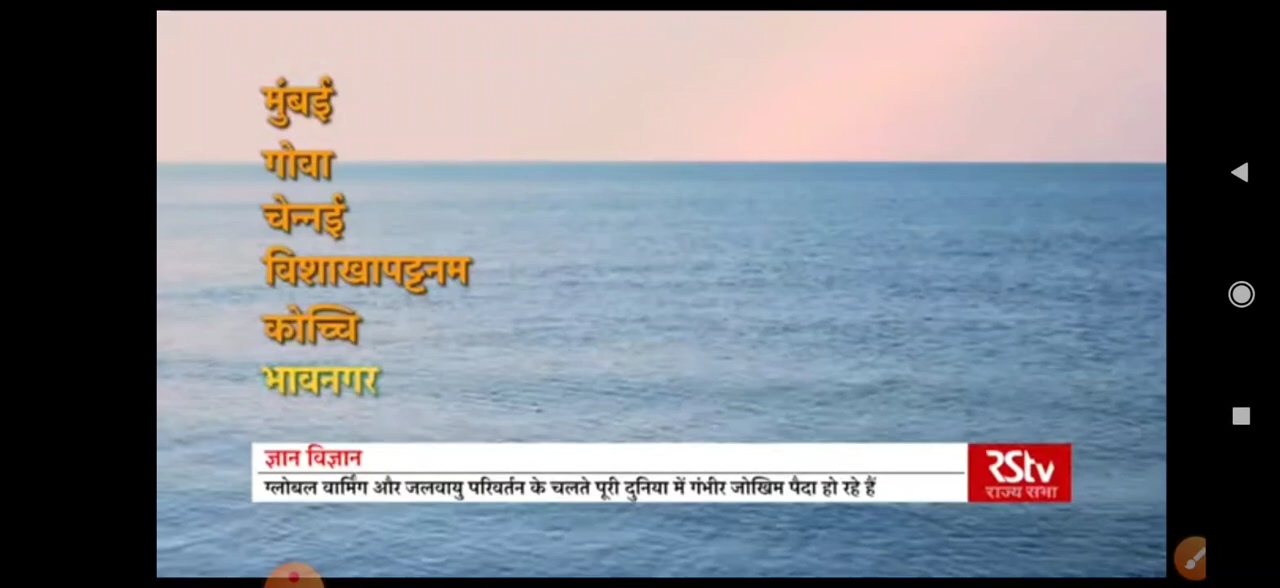 मुंबई
गोवा
चेन्नई
विशाखापट्टनम
कोच्चि
भावनगर
ज्ञान विज्ञान
ग्लोबल वार्मिंग और जलवायु परिवर्तन के चलते पूरी दुनिया में गंभीर जोखिम पैदा हो रहे हैं
RStv
राज्य सभा